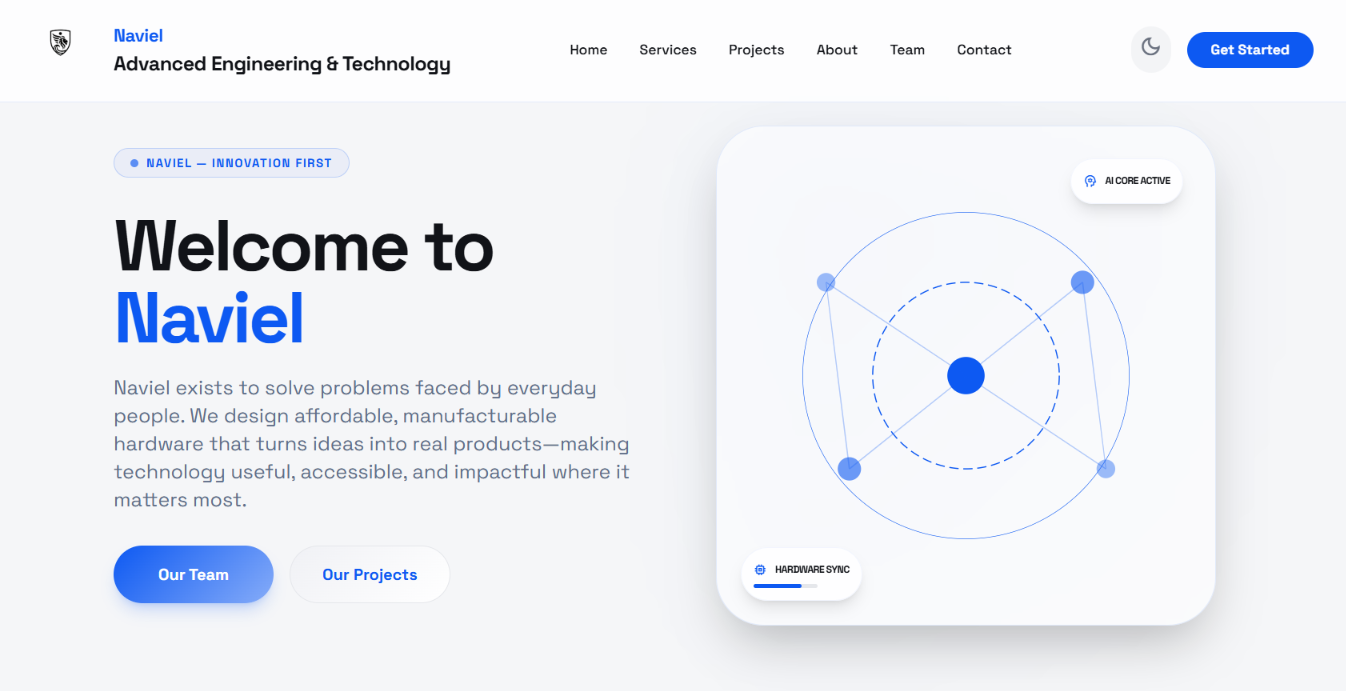 Naviel
Advanced Engineering & Technology
Home
Services
Projects
About
Team
Contact
Get Started
NAVIEL — INNOVATION FIRST
Welcome to
Naviel
Naviel exists to solve problems faced by everyday
people. We design affordable, manufacturable
hardware that turns ideas into real products—making
technology useful, accessible, and impactful where it
matters most.
Our Team
Our Projects
AI CORE ACTIVE
HARDWARE SYNC